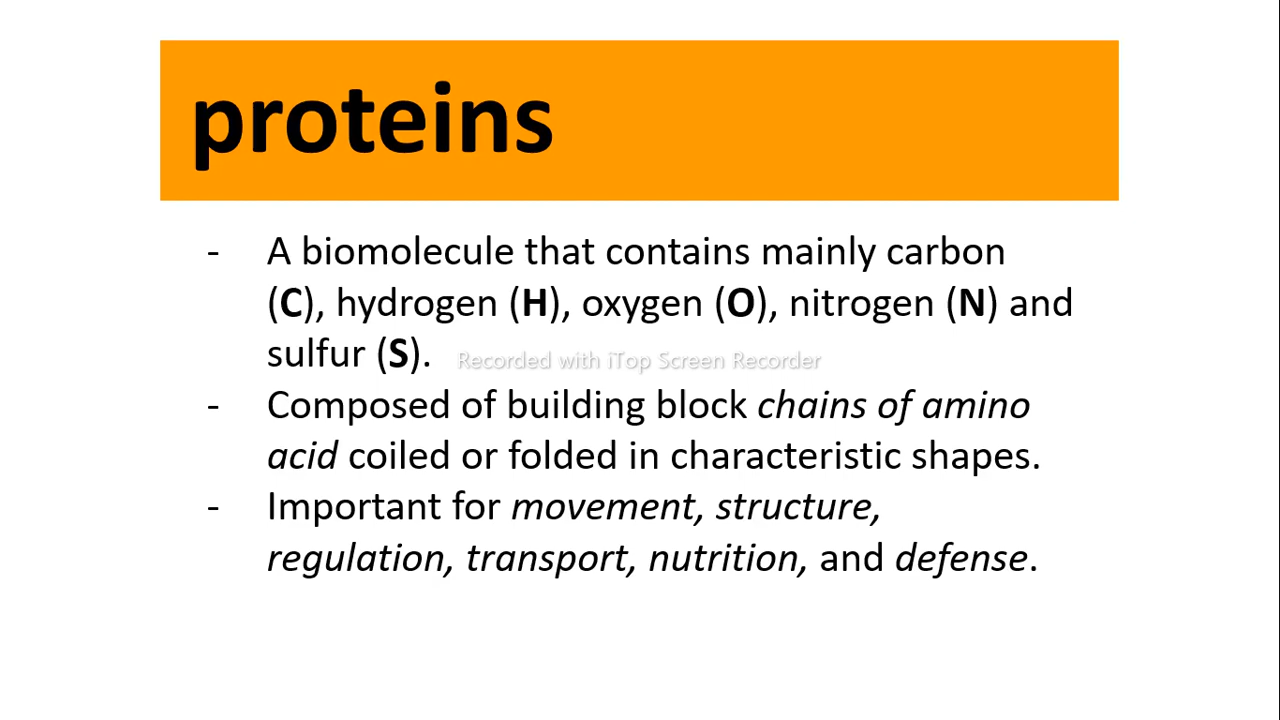 proteins
- A biomolecule that contains mainly carbon
(C), hydrogen (H), oxygen (O), nitrogen (N) and
sulfur (S).
Recorded with iTop Screen Recorder
- Composed of building block chains of amino
acid coiled or folded in characteristic shapes.
- Important for movement, structure,
regulation, transport, nutrition, and defense.